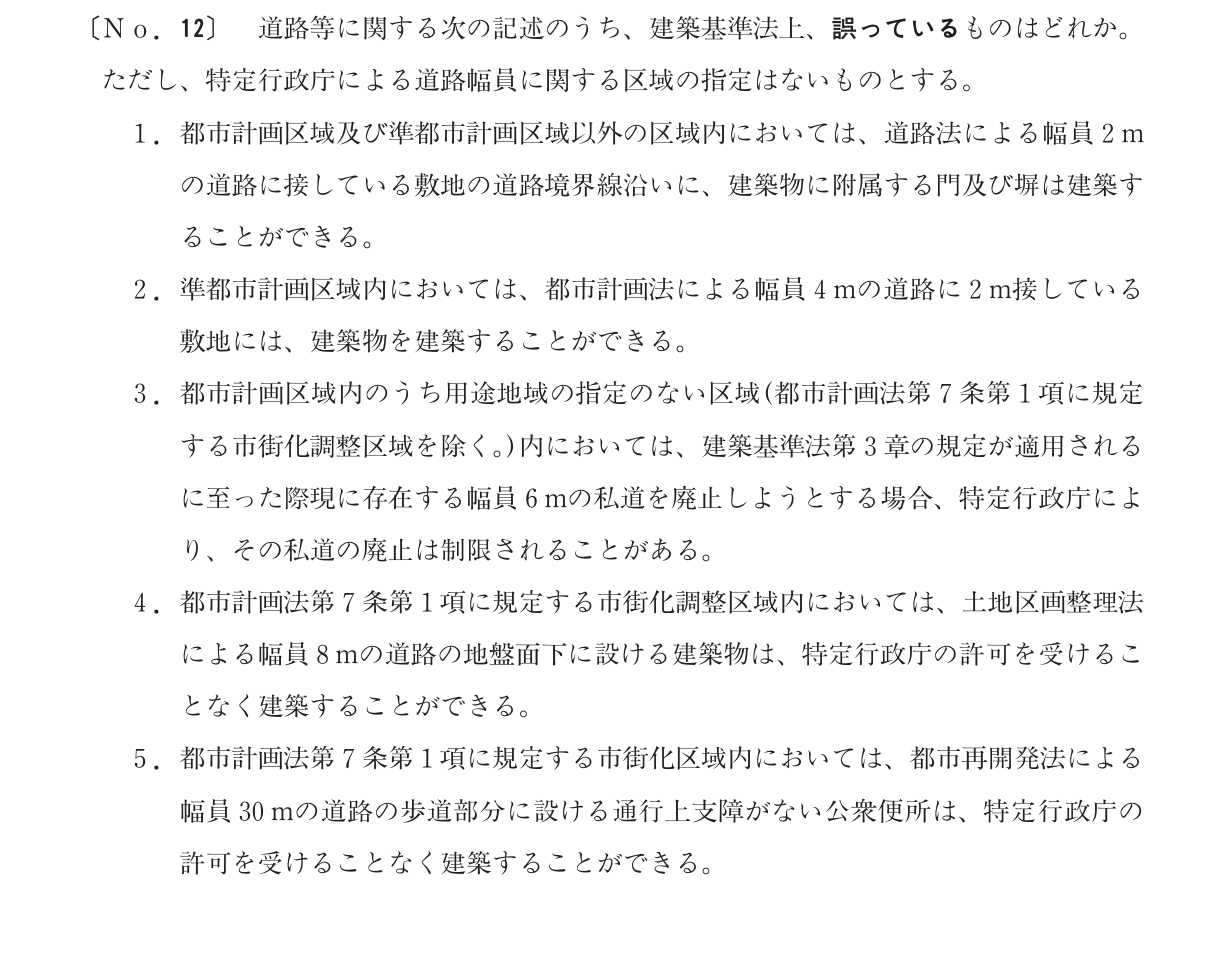 〔Ｎｏ．12〕　道路等に関する次の記述のうち、建築基準法上、誤っているものはどれか。
ただし、特定行政庁による道路幅員に関する区域の指定はないものとする。
１．都市計画区域及び準都市計画区域以外の区域内においては、道路法による幅員２ｍ
の道路に接している敷地の道路境界線沿いに、建築物に附属する門及び塀は建築す
ることができる。
２．準都市計画区域内においては、都市計画法による幅員４ｍの道路に２ｍ接している
敷地には、建築物を建築することができる。
３．都市計画区域内のうち用途地域の指定のない区域(都市計画法第７条第１項に規定
する市街化調整区域を除く。)内においては、建築基準法第３章の規定が適用される
に至った際現に存在する幅員６ｍの私道を廃止しようとする場合、特定行政庁によ
り、その私道の廃止は制限されることがある。
４．都市計画法第７条第１項に規定する市街化調整区域内においては、土地区画整理法
による幅員８ｍの道路の地盤面下に設ける建築物は、特定行政庁の許可を受けるこ
となく建築することができる。
５．都市計画法第７条第１項に規定する市街化区域内においては、都市再開発法による
幅員30ｍの道路の歩道部分に設ける通行上支障がない公衆便所は、特定行政庁の
許可を受けることなく建築することができる。